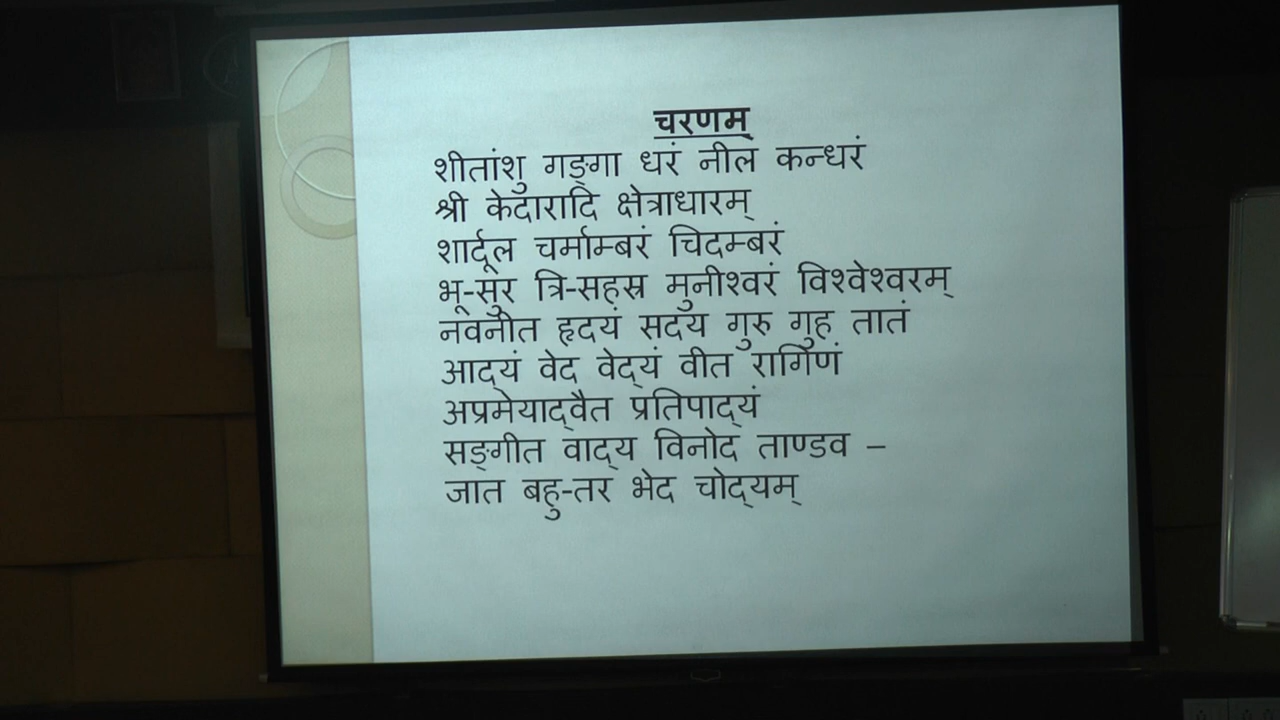 चरणम्
शीतांशु गङ्गा धरं नील कन्धरं
श्री केदारादि क्षेत्राधारम्
शार्दूल चर्माम्बरं चिदम्बरं
भू-सुर त्रि-सहस्र मुनीश्वरं विश्वेश्वरम्
नवनीत हृदयं सदय गुरु गुह तातं
आद्यं वेद वेद्यं वीत रागिणं
अप्रमेयाद्वैत प्रतिपाद्यं
सङ्गीत वाद्य विनोद ताण्डव –
जात बहु-तर भेद चोद्यम्